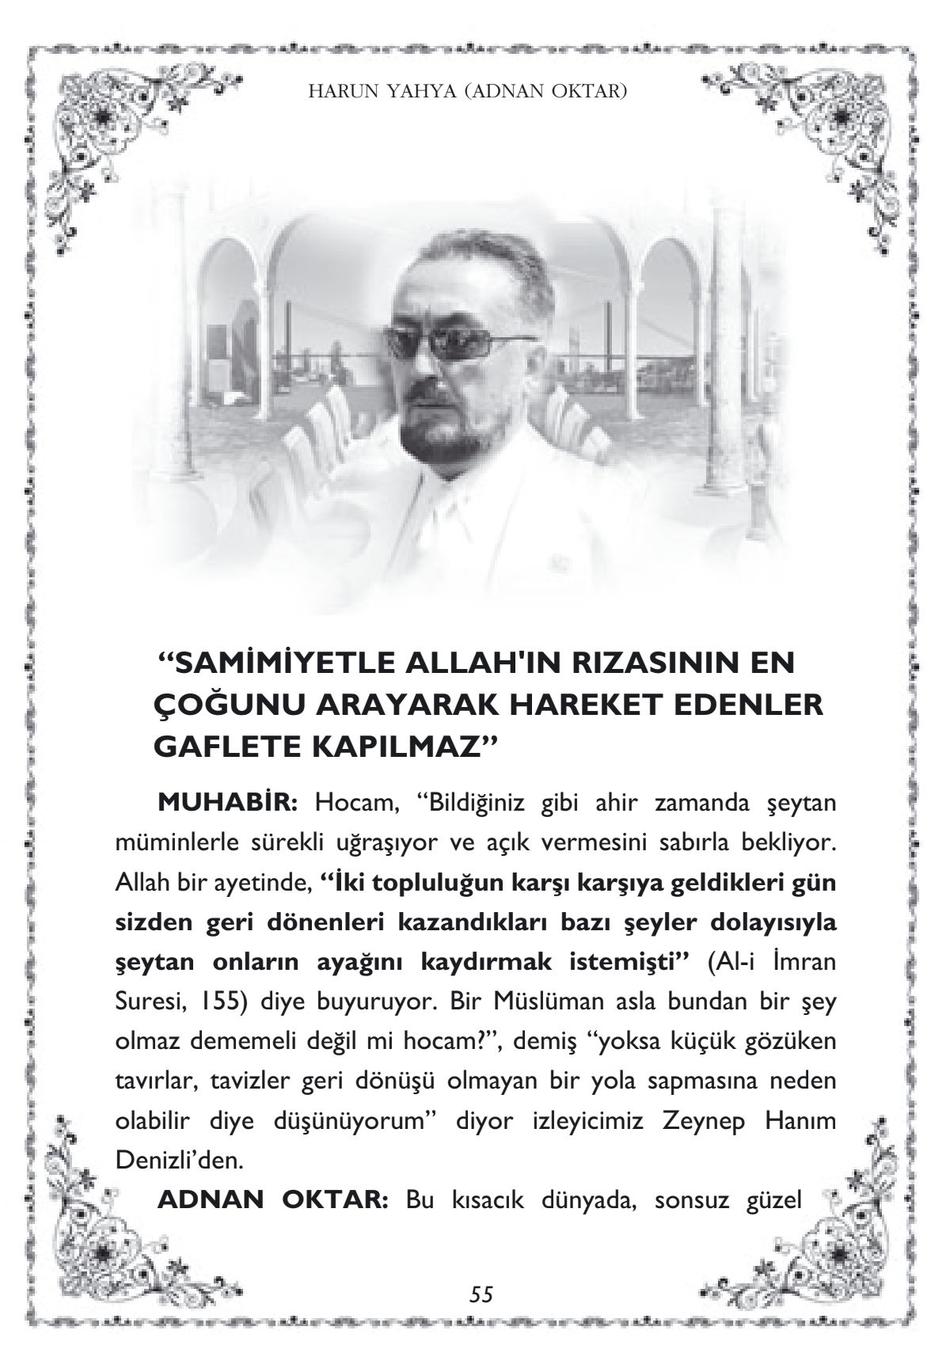 HARUN YAHYA (ADNAN OKTAR)
“SAMİMİYETLE ALLAH'IN RIZASININ EN
ÇOĞUNU ARAYARAK HAREKET EDENLER
GAFLETE KAPILMAZ”
MUHABİR: Hocam, “Bildiğiniz gibi ahir zamanda şeytan
müminlerle sürekli uğraşıyor ve açık vermesini sabırla bekliyor.
Allah bir ayetinde, “İki topluluğun karşı karşıya geldikleri gün
sizden geri dönenleri kazandıkları bazı şeyler dolayısıyla
şeytan onların ayağını kaydırmak istemişti” (Al-i İmran
Suresi, 155) diye buyuruyor. Bir Müslüman asla bundan bir şey
olmaz dememeli değil mi hocam?”, demiş “yoksa küçük gözüken
tavırlar, tavizler geri dönüşü olmayan bir yola sapmasına neden
olabilir diye düşünüyorum” diyor izleyicimiz Zeynep Hanım
Denizli’den.
ADNAN OKTAR: Bu kısacık dünyada, sonsuz güzel
55